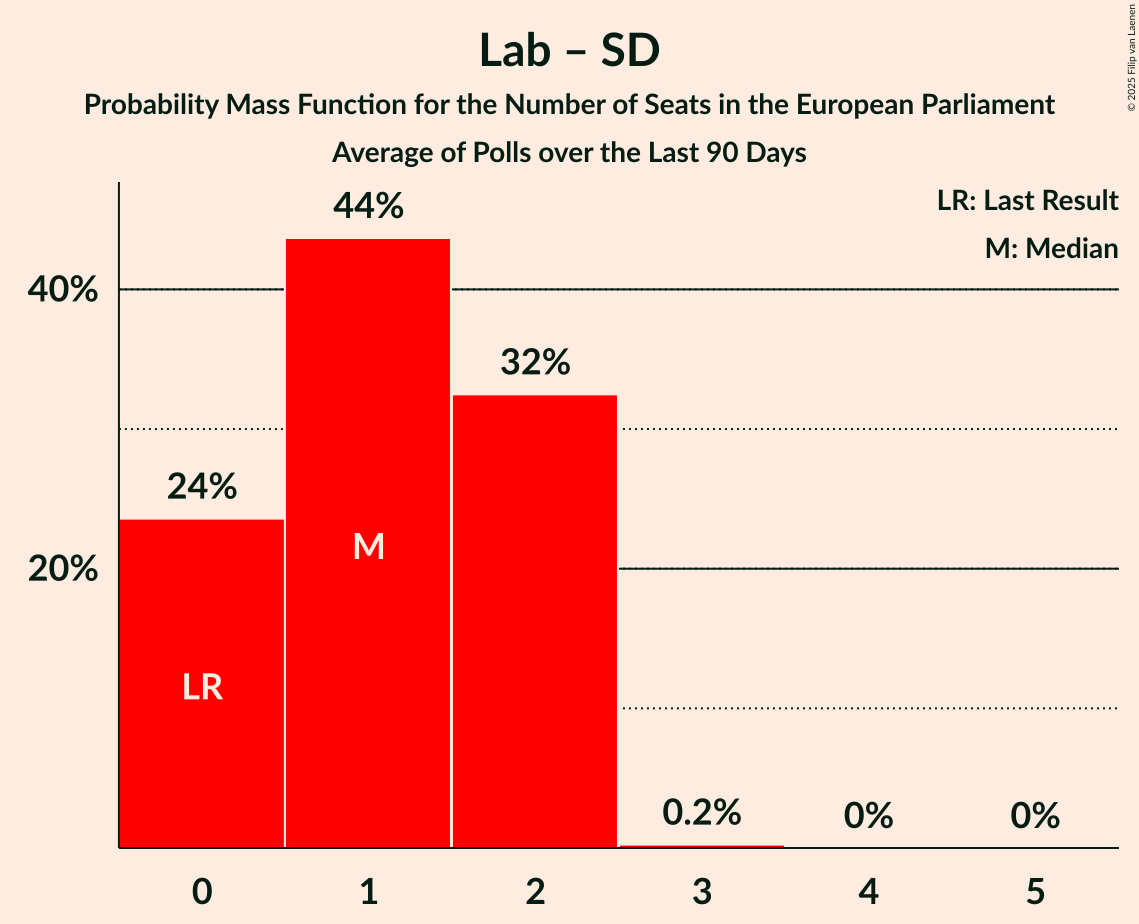 Lab – SD
Probability Mass Function for the Number of Seats in the European Parliament
Average of Polls over the Last 90 Days
© 2025 Filip van Laenen
LR: Last Result
M: Median
44%
40%
32%
24%
M
20%
LR
0.2%
0%
0%
0
1
2
3
4
5